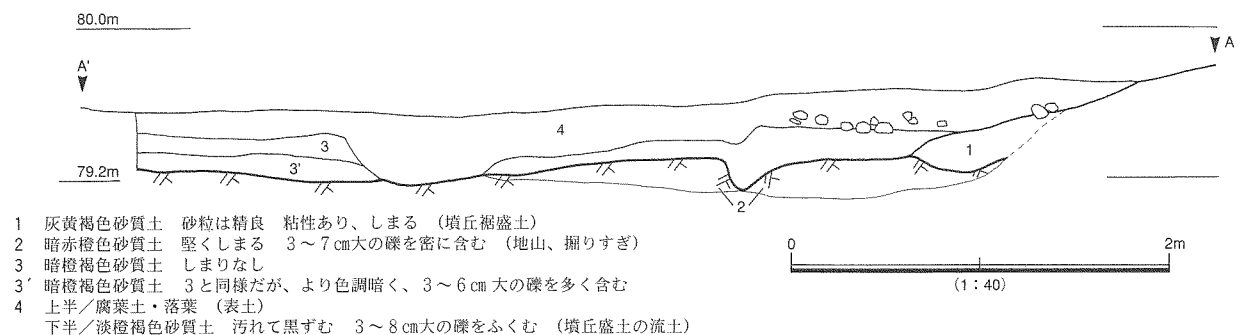 80.0m
A
A'
4
3
1
3'
79.2m
2
1 灰黄褐色砂質土 砂粒は精良 粘性あり、しまる (墳丘裾盛土)
2 暗赤橙色砂質土 堅くしまる 3~7㎝大の礫を密に含む (地山、掘りすぎ)
3 暗橙褐色砂質土 しまりなし
3′ 暗橙褐色砂質土 3と同様だが、より色調暗く、3~6㎝大の礫を多く含む
4 上半/腐葉土・落葉 (表土)
下半/淡橙褐色砂質土 汚れて黒ずむ 3~8㎝大の礫をふくむ (墳丘盛土の流土)
0 2m
(1:40)